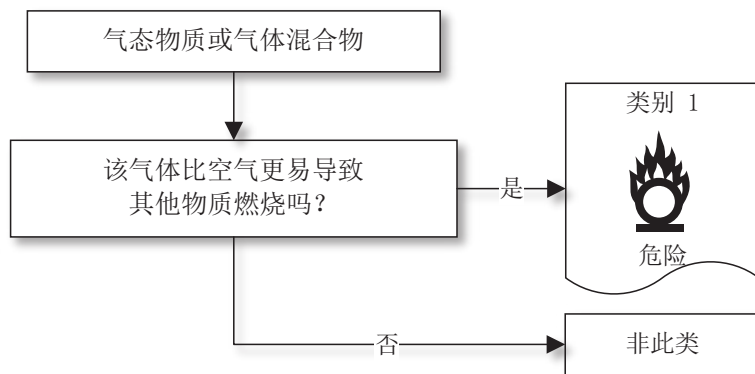 气态物质或气体混合物
类别 1
该气体比空气更易导致
其他物质燃烧吗？
是
危险
否
非此类